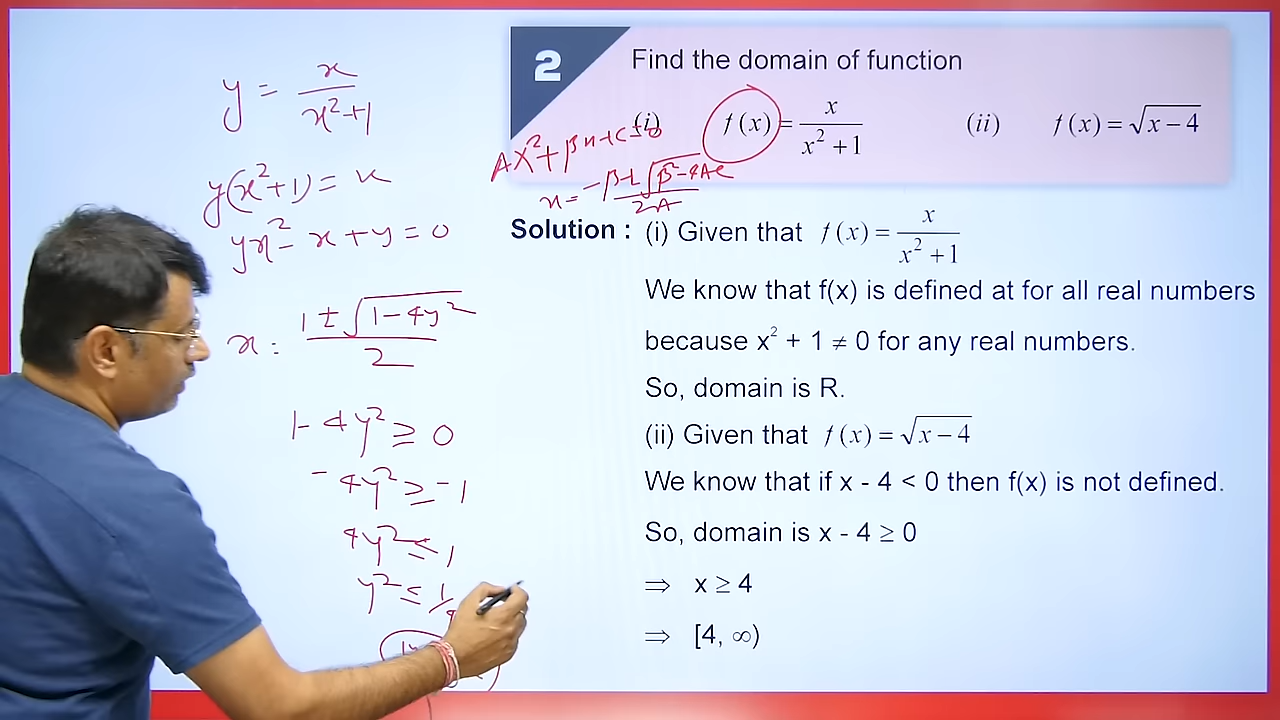 2
Find the domain of function
(i) f(x) = x/(x² + 1) (ii) f(x) = √(x – 4)
Solution : (i) Given that f(x) = x/(x² + 1)
We know that f(x) is defined at for all real numbers
because x² + 1 ≠ 0 for any real numbers.
So, domain is R.
(ii) Given that f(x) = √(x – 4)
We know that if x - 4 < 0 then f(x) is not defined.
So, domain is x - 4 ≥ 0
⇒ x ≥ 4
⇒ [4, ∞)
y = x/(x²+1)
y(x²+1) = x
yx² - x + y = 0
x = (1 ± √(1-4y²))/2
1-4y² ≥ 0
-4y² ≥ -1
4y² ≤ 1
y² ≤ 1/4
Ax² + Bx + C = 0
x = (-B ± √(B²-4AC))/2A